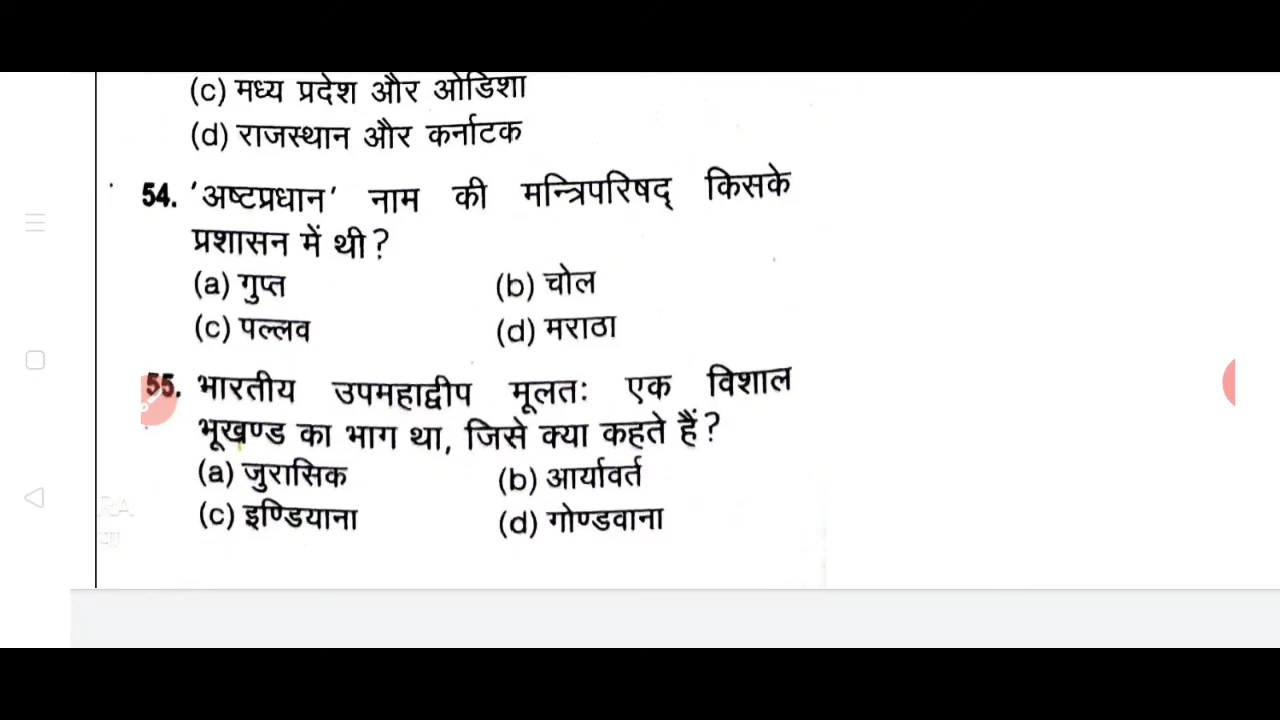 (c) मध्य प्रदेश और ओडिशा
(d) राजस्थान और कर्नाटक
54. 'अष्टप्रधान' नाम की मन्त्रिपरिषद् किसके
प्रशासन में थी?
(a) गुप्त (b) चोल
(c) पल्लव (d) मराठा
55. भारतीय उपमहाद्वीप मूलतः एक विशाल
भूखण्ड का भाग था, जिसे क्या कहते हैं?
(a) जुरासिक (b) आर्यावर्त
(c) इण्डियाना (d) गोण्डवाना
RA